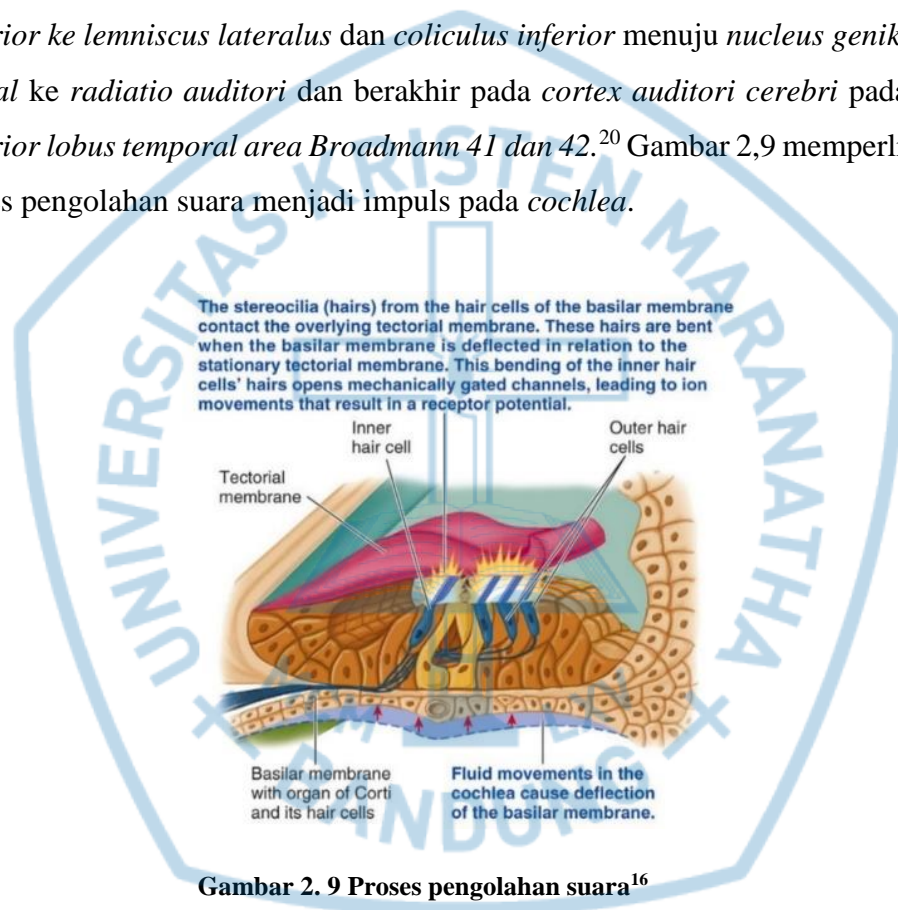 rior ke lemniscus lateralus dan coliculus inferior menuju nucleus genik
al ke radiatio auditori dan berakhir pada cortex auditori cerebri pada
rior lobus temporal area Broadmann 41 dan 42.20 Gambar 2,9 memperli
s pengolahan suara menjadi impuls pada cochlea.
The stereocilia (hairs) from the hair cells of the basilar membrane
contact the overlying tectorial membrane. These hairs are bent
when the basilar membrane is deflected in relation to the
stationary tectorial membrane. This bending of the inner hair
cells' hairs opens mechanically gated channels, leading to ion
movements that result in a receptor potential.
Inner
hair cell
Outer hair
cells
Tectorial
membrane
Basilar membrane
with organ of Corti
and its hair cells
Fluid movements in the
cochlea cause deflection
of the basilar membrane.
Gambar 2. 9 Proses pengolahan suara16
UNIVERSITAS KRISTEN MARANATHA
BANDUNG